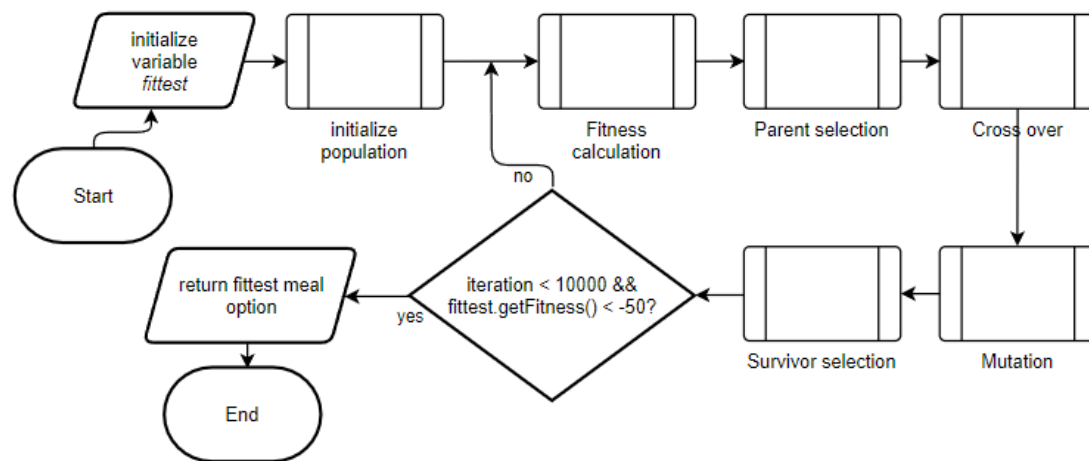 initialize
variable
fittest
initialize
population
Fitness
calculation
Parent selection
Cross over
Start
no
iteration < 10000 &&
fittest.getFitness() < -50?
yes
return fittest meal
option
Survivor selection
Mutation
End